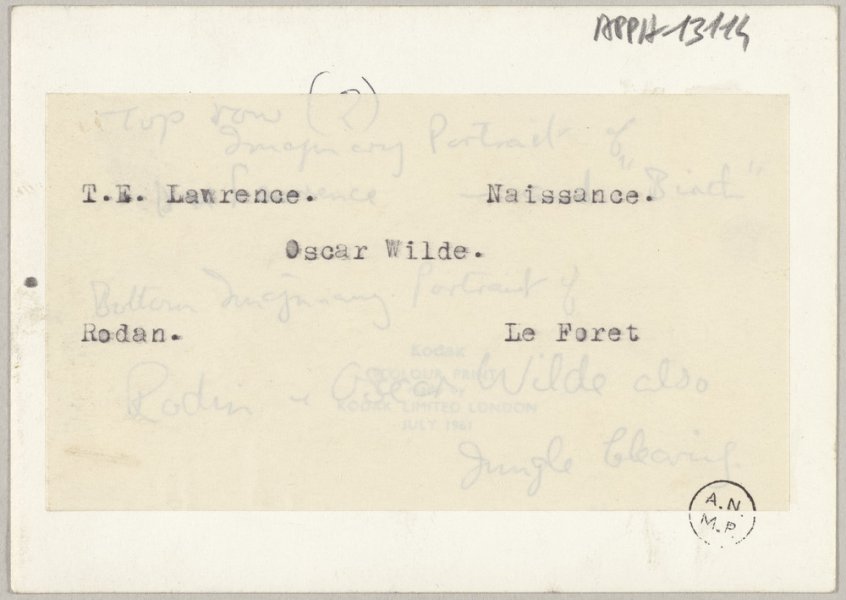 APPH 13114
Top row (?)
Imaginary Portrait of
T.E. Lawrence. Naissance.
Lawrence and "Birth"
Oscar Wilde.
Bottom Imaginary Portrait of
Rodan. Le Foret
KODAK
COLOUR PRINT
Rodin + Oscar Wilde also
KODAK LIMITED LONDON
JULY 1961
Jungle Clearing
A.N.
M.P.